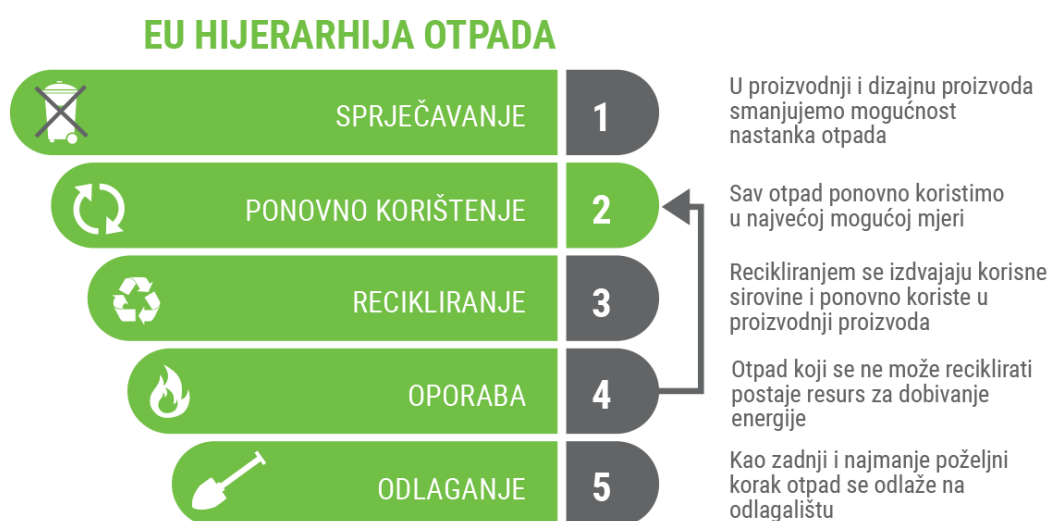 EU HIJERARHIJA OTPADA
SPRJEČAVANJE 1
U proizvodnji i dizajnu proizvoda
smanjujemo mogućnost
nastanka otpada
PONOVNO KORIŠTENJE 2
Sav otpad ponovno koristimo
u najvećoj mogućoj mjeri
RECIKLIRANJE 3
Recikliranjem se izdvajaju korisne
sirovine i ponovno koriste u
proizvodnji proizvoda
OPORABA 4
Otpad koji se ne može reciklirati
postaje resurs za dobivanje
energije
ODLAGANJE 5
Kao zadnji i najmanje poželjni
korak otpad se odlaže na
odlagalištu